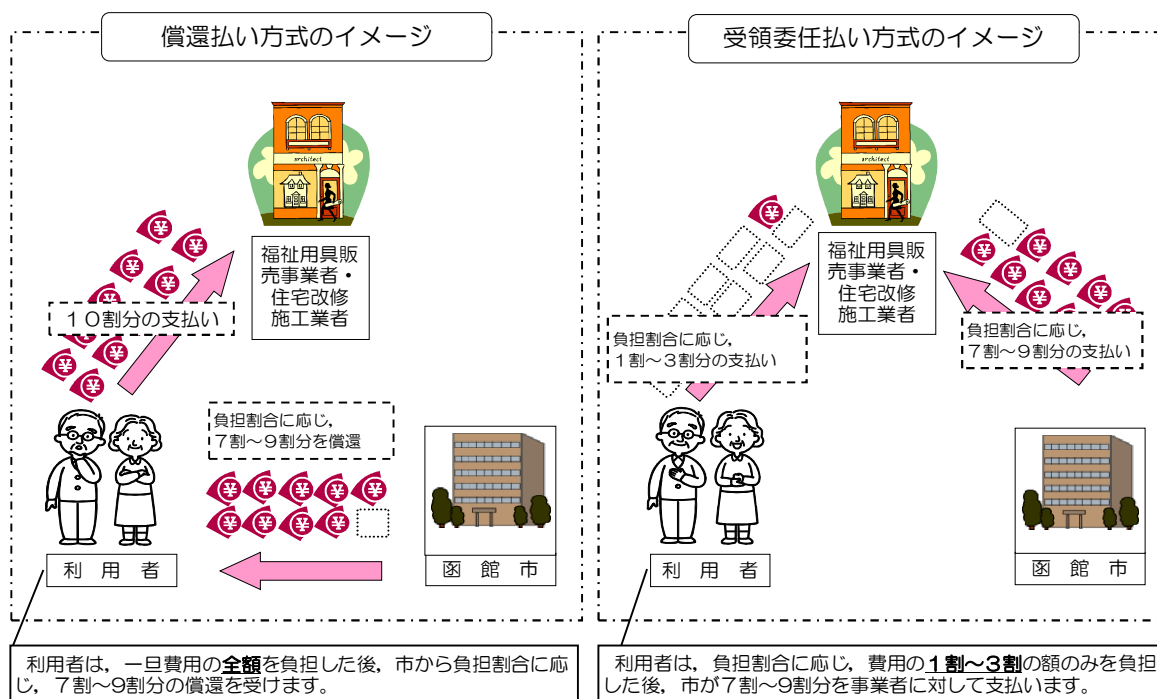 償還払い方式のイメージ
architect
福祉用具販
売事業者・
住宅改修
施工業者
10割分の支払い
負担割合に応じ,
7割~9割分を償還
利用者
函館市
利用者は,一旦費用の全額を負担した後,市から負担割合に応
じ,7割~9割分の償還を受けます。
受領委任払い方式のイメージ
architect
福祉用具販
売事業者・
住宅改修
施工業者
負担割合に応じ,
1割~3割分の支払い
負担割合に応じ,
7割~9割分の支払い
利用者
函館市
利用者は,負担割合に応じ,費用の1割~3割の額のみを負担
した後,市が7割~9割分を事業者に対して支払います。